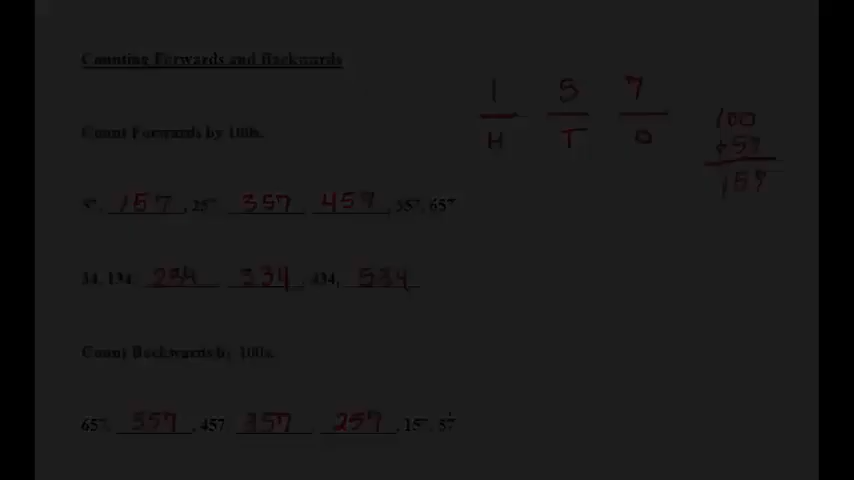 Counting Forwards and Backwards
1 5 7
H T O
100
+57
157
Count Forwards by 100s.
57, 157, 257, 357 457, 557, 657
34, 134, 234 334, 434, 534
Count Backwards by 100s.
657, 557, 457, 357 257, 157, 57